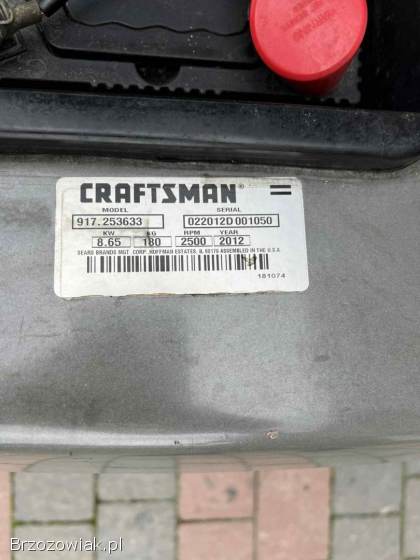 CRAFTSMAN®
MODEL SERIAL
917.253633 022012D 001050
KW KG RPM YEAR
8.65 180 2500 2012
SEARS BRANDS MGT. CORP., HOFFMAN ESTATES, IL 60179 ASSEMBLED IN THE U.S.A.
181074
Brzozowiak.pl